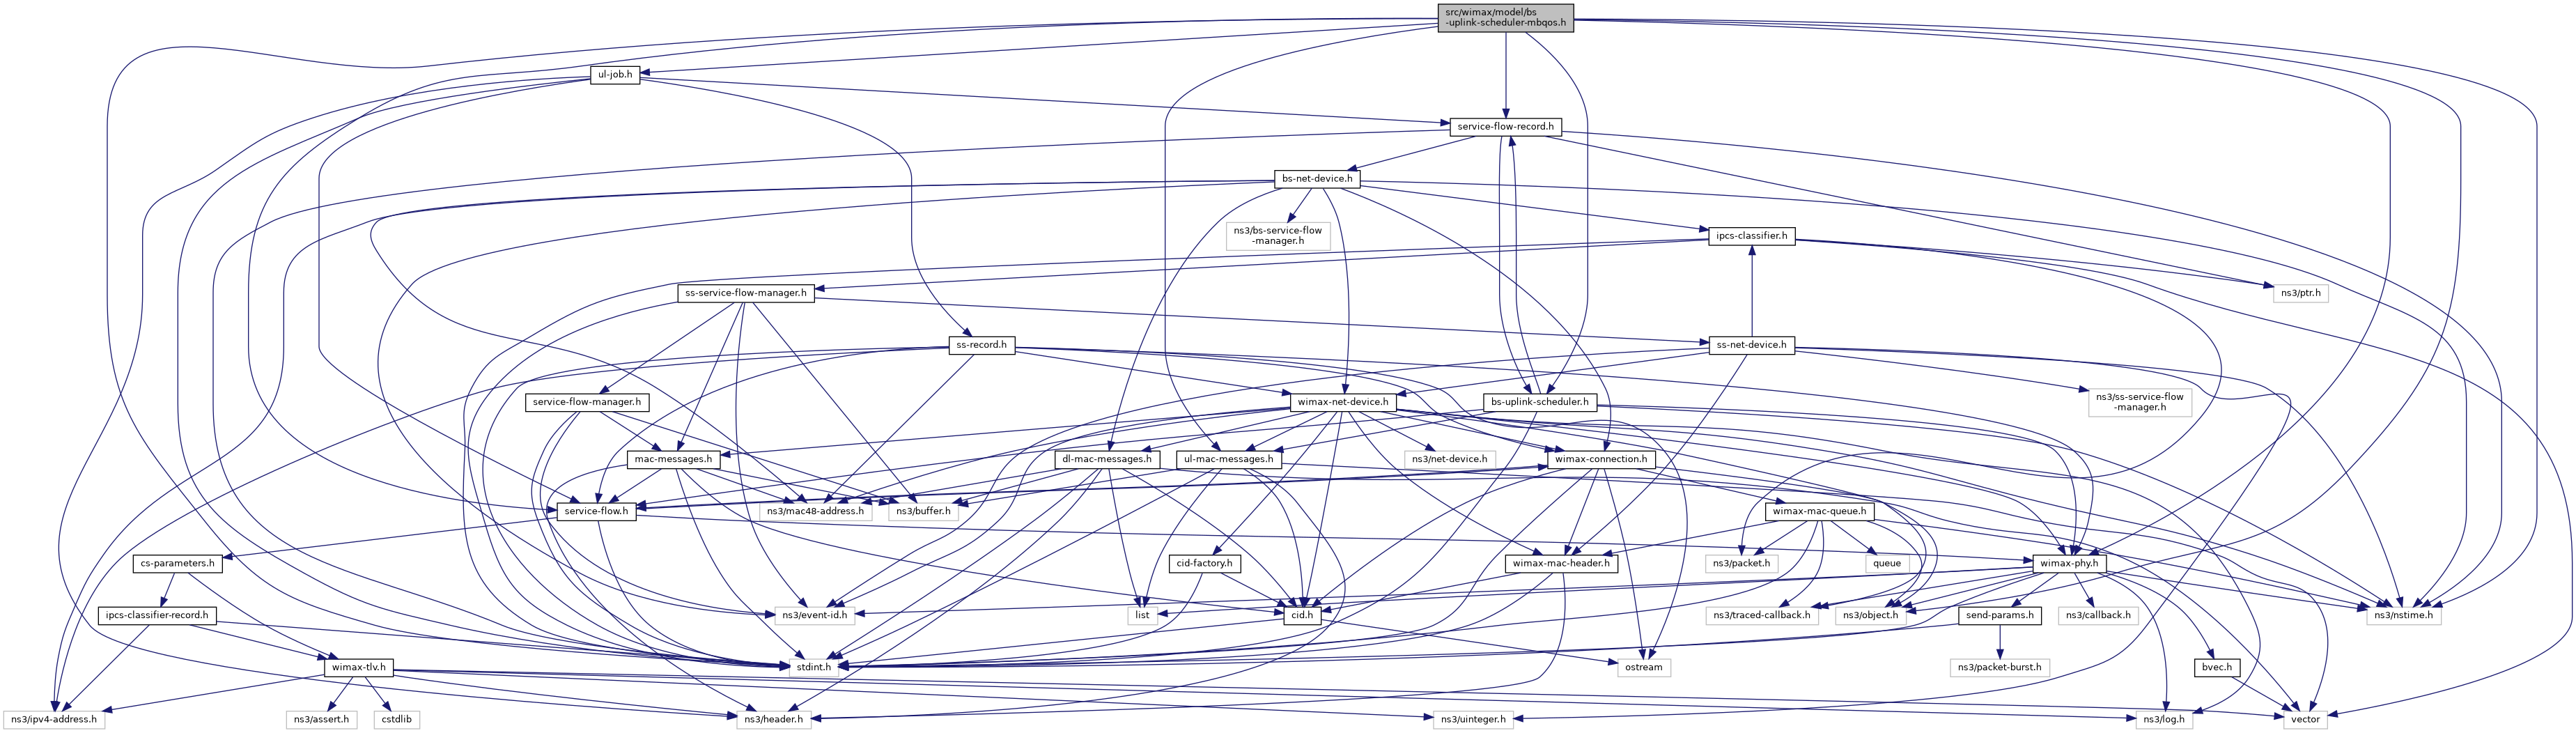 src/wimax/model/bs
-uplink-scheduler-mbqos.h
ul-job.h
service-flow-record.h
bs-net-device.h
ns3/bs-service-flow
-manager.h
ipcs-classifier.h
ss-service-flow-manager.h
ns3/ptr.h
ss-record.h
ss-net-device.h
service-flow-manager.h
wimax-net-device.h
bs-uplink-scheduler.h
ns3/ss-service-flow
-manager.h
mac-messages.h
dl-mac-messages.h
ul-mac-messages.h
ns3/net-device.h
wimax-connection.h
service-flow.h
ns3/mac48-address.h
ns3/buffer.h
wimax-mac-queue.h
cs-parameters.h
cid-factory.h
wimax-mac-header.h
ns3/packet.h
queue
wimax-phy.h
ipcs-classifier-record.h
ns3/event-id.h
list
cid.h
ns3/traced-callback.h
ns3/object.h
send-params.h
ns3/callback.h
ns3/nstime.h
wimax-tlv.h
stdint.h
ostream
ns3/packet-burst.h
bvec.h
ns3/ipv4-address.h
ns3/assert.h
cstdlib
ns3/header.h
ns3/uinteger.h
ns3/log.h
vector